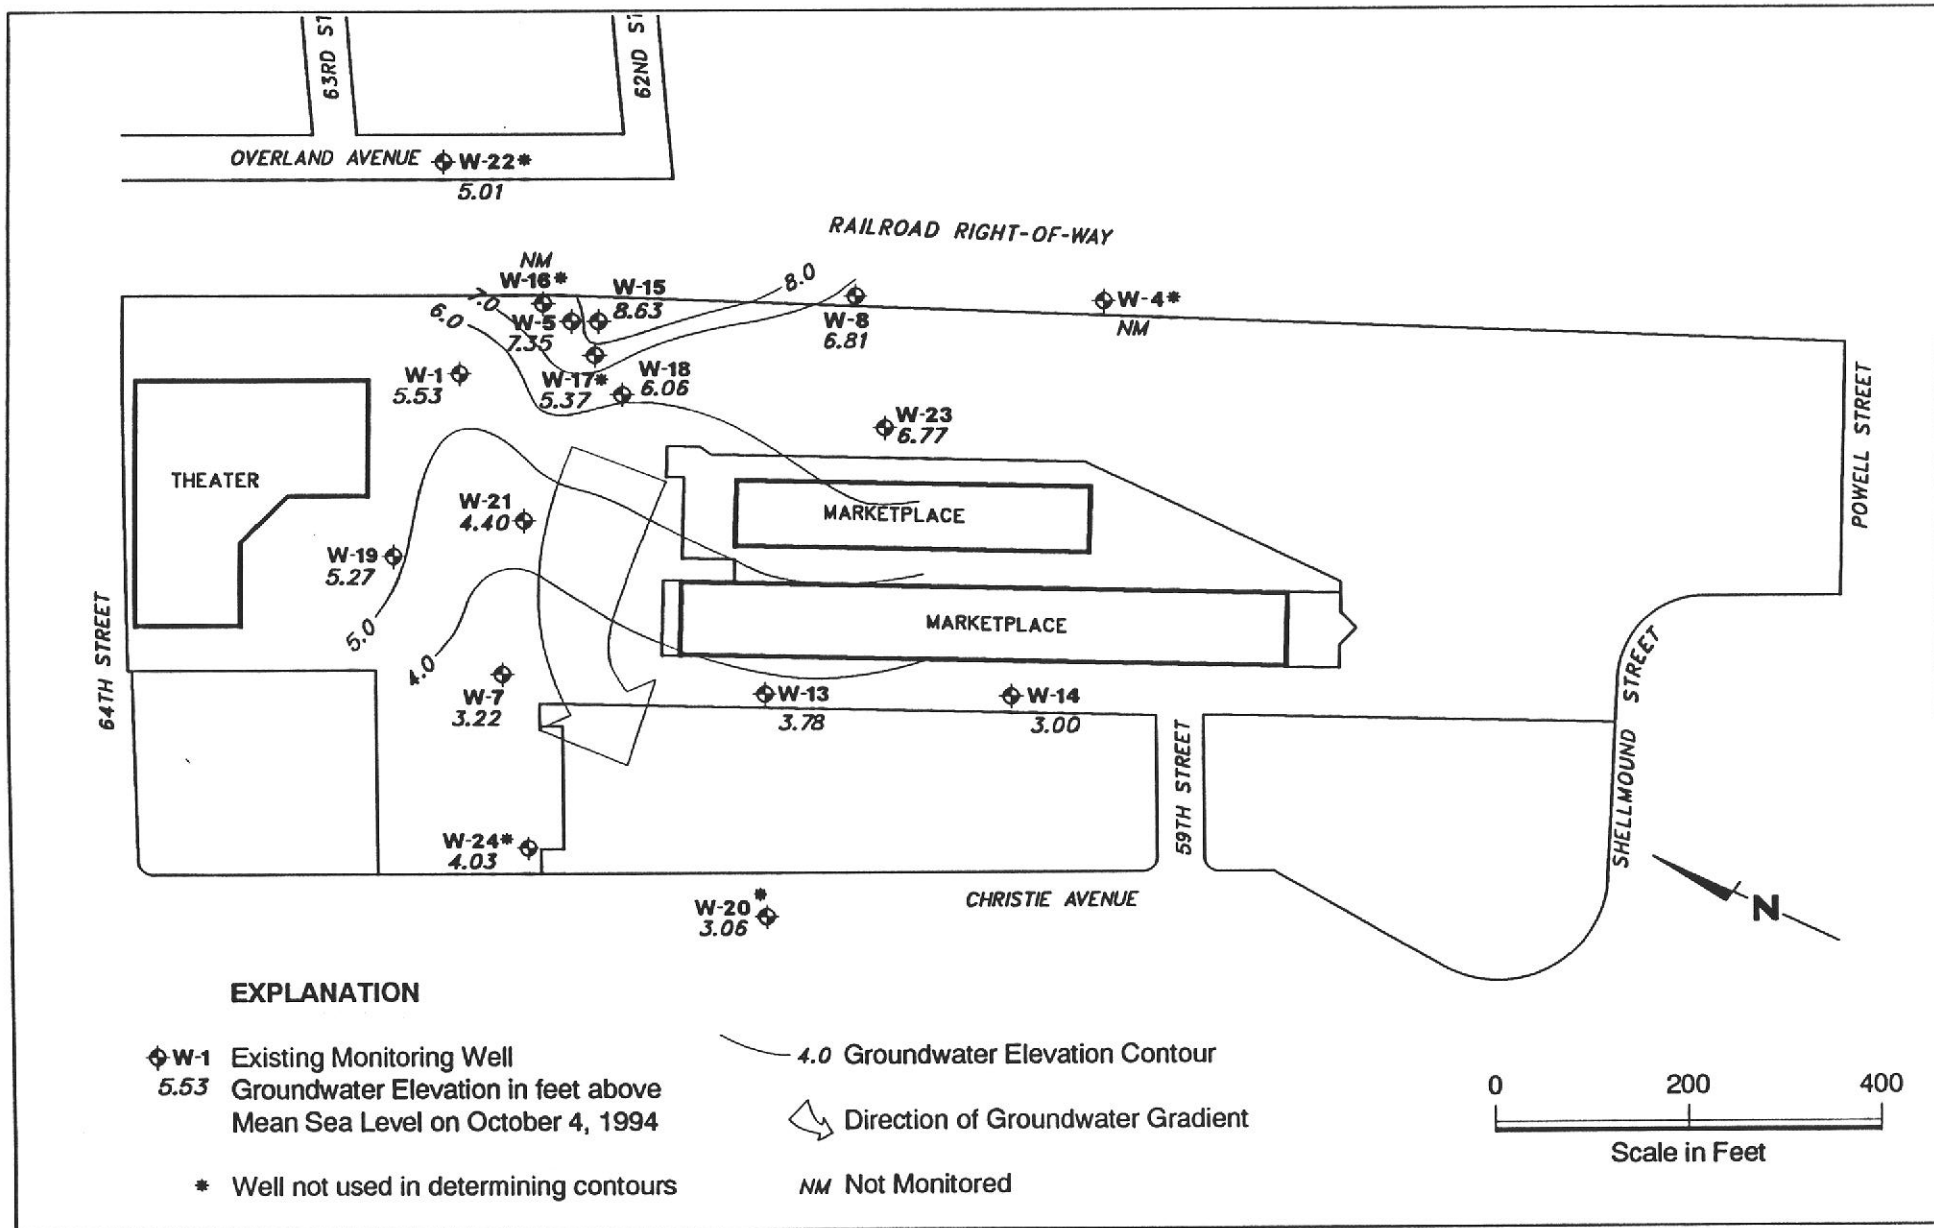 63RD ST
62ND ST
OVERLAND AVENUE
W-22*
5.01
RAILROAD RIGHT-OF-WAY
NM
W-16*
W-15
8.63
8.0
7.0
6.0
W-5
7.35
W-8
6.81
W-4*
NM
W-1
5.53
W-17*
5.37
W-18
6.06
W-23
6.77
THEATER
POWELL STREET
W-21
4.40
MARKETPLACE
W-19
5.27
5.0
4.0
64TH STREET
MARKETPLACE
W-7
3.22
W-13
3.78
W-14
3.00
59TH STREET
SHELLMOUND STREET
W-24*
4.03
W-20*
3.06
CHRISTIE AVENUE
N
EXPLANATION
W-1 Existing Monitoring Well
5.53 Groundwater Elevation in feet above
Mean Sea Level on October 4, 1994
* Well not used in determining contours
4.0 Groundwater Elevation Contour
Direction of Groundwater Gradient
NM Not Monitored
0 200 400
Scale in Feet